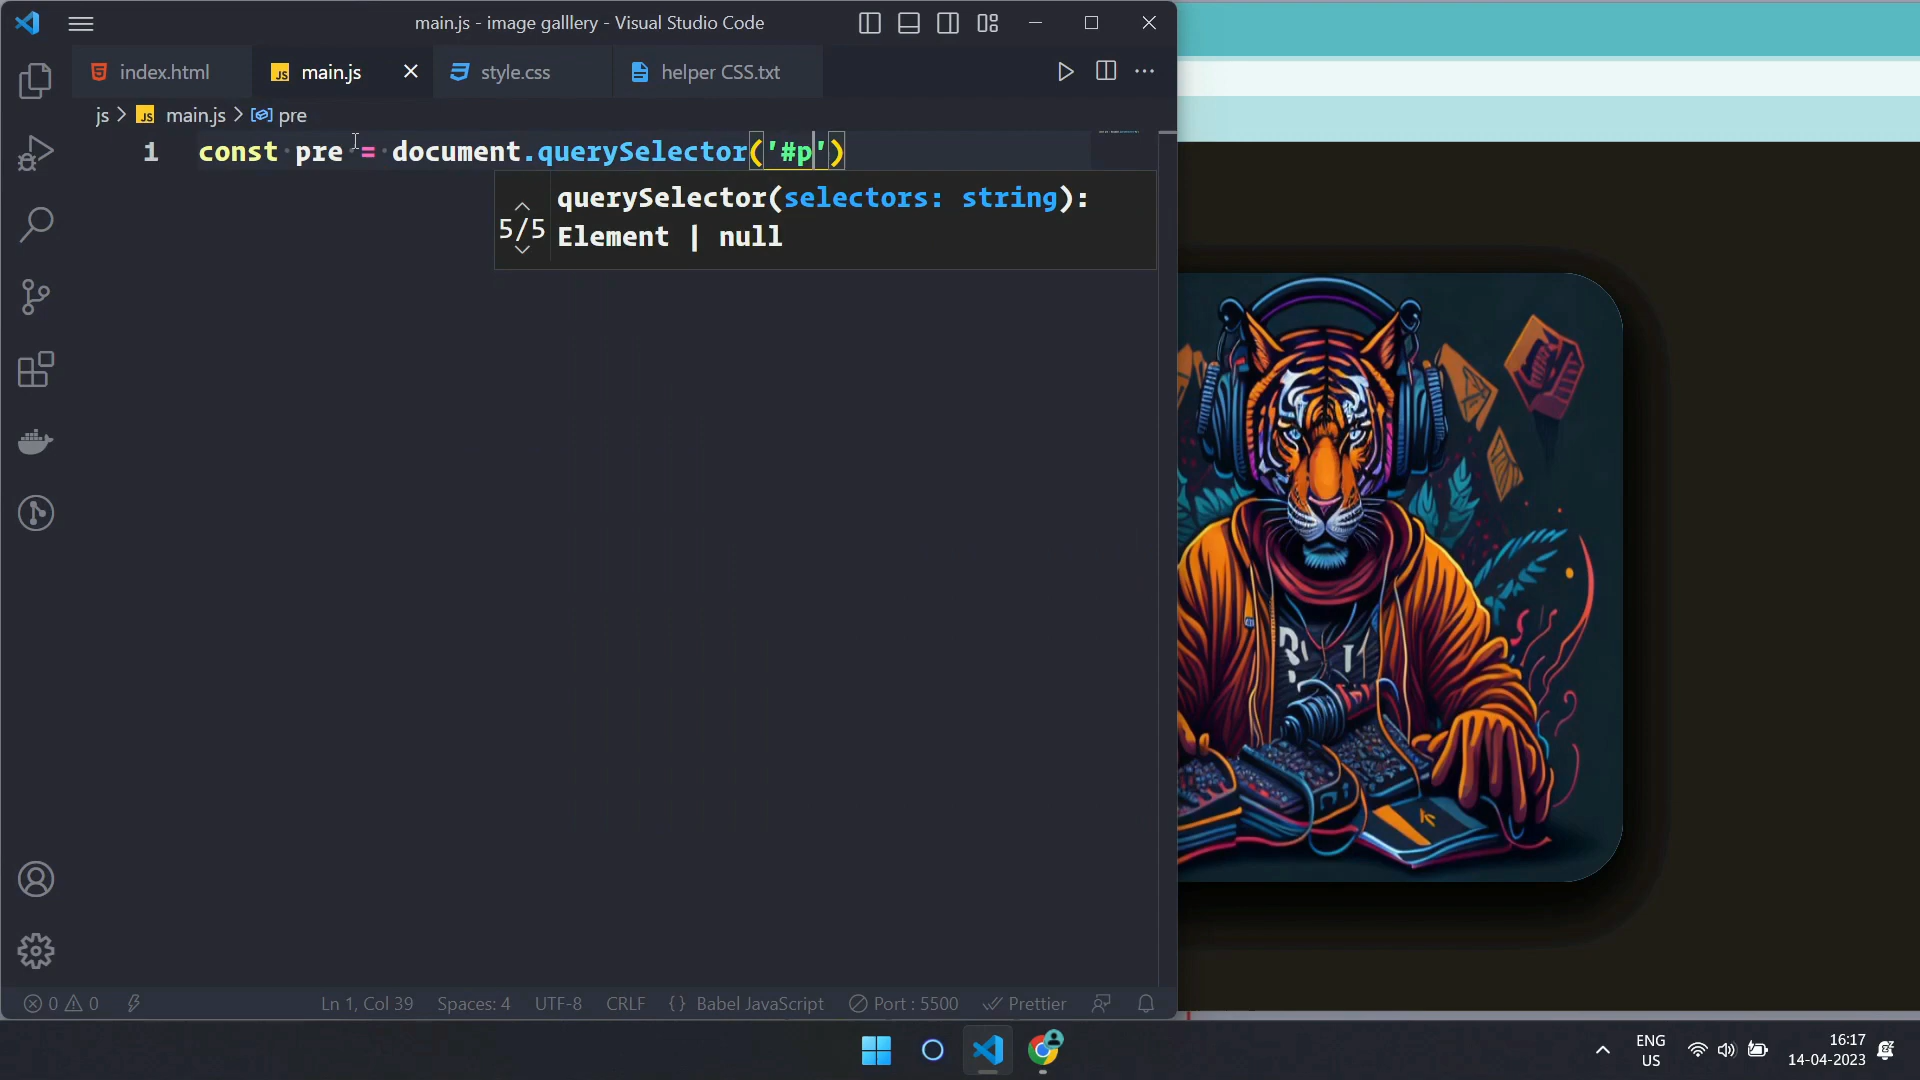 main.js - image galllery - Visual Studio Code
index.html
JS main.js
style.css
helper CSS.txt
js > JS main.js > pre
1 const pre = document.querySelector('#p')
querySelector(selectors: string):
5/5
Element | null
0 0
Ln 1, Col 39
Spaces: 4
UTF-8
CRLF
{ } Babel JavaScript
Port : 5500
Prettier
ENG
US
16:17
14-04-2023